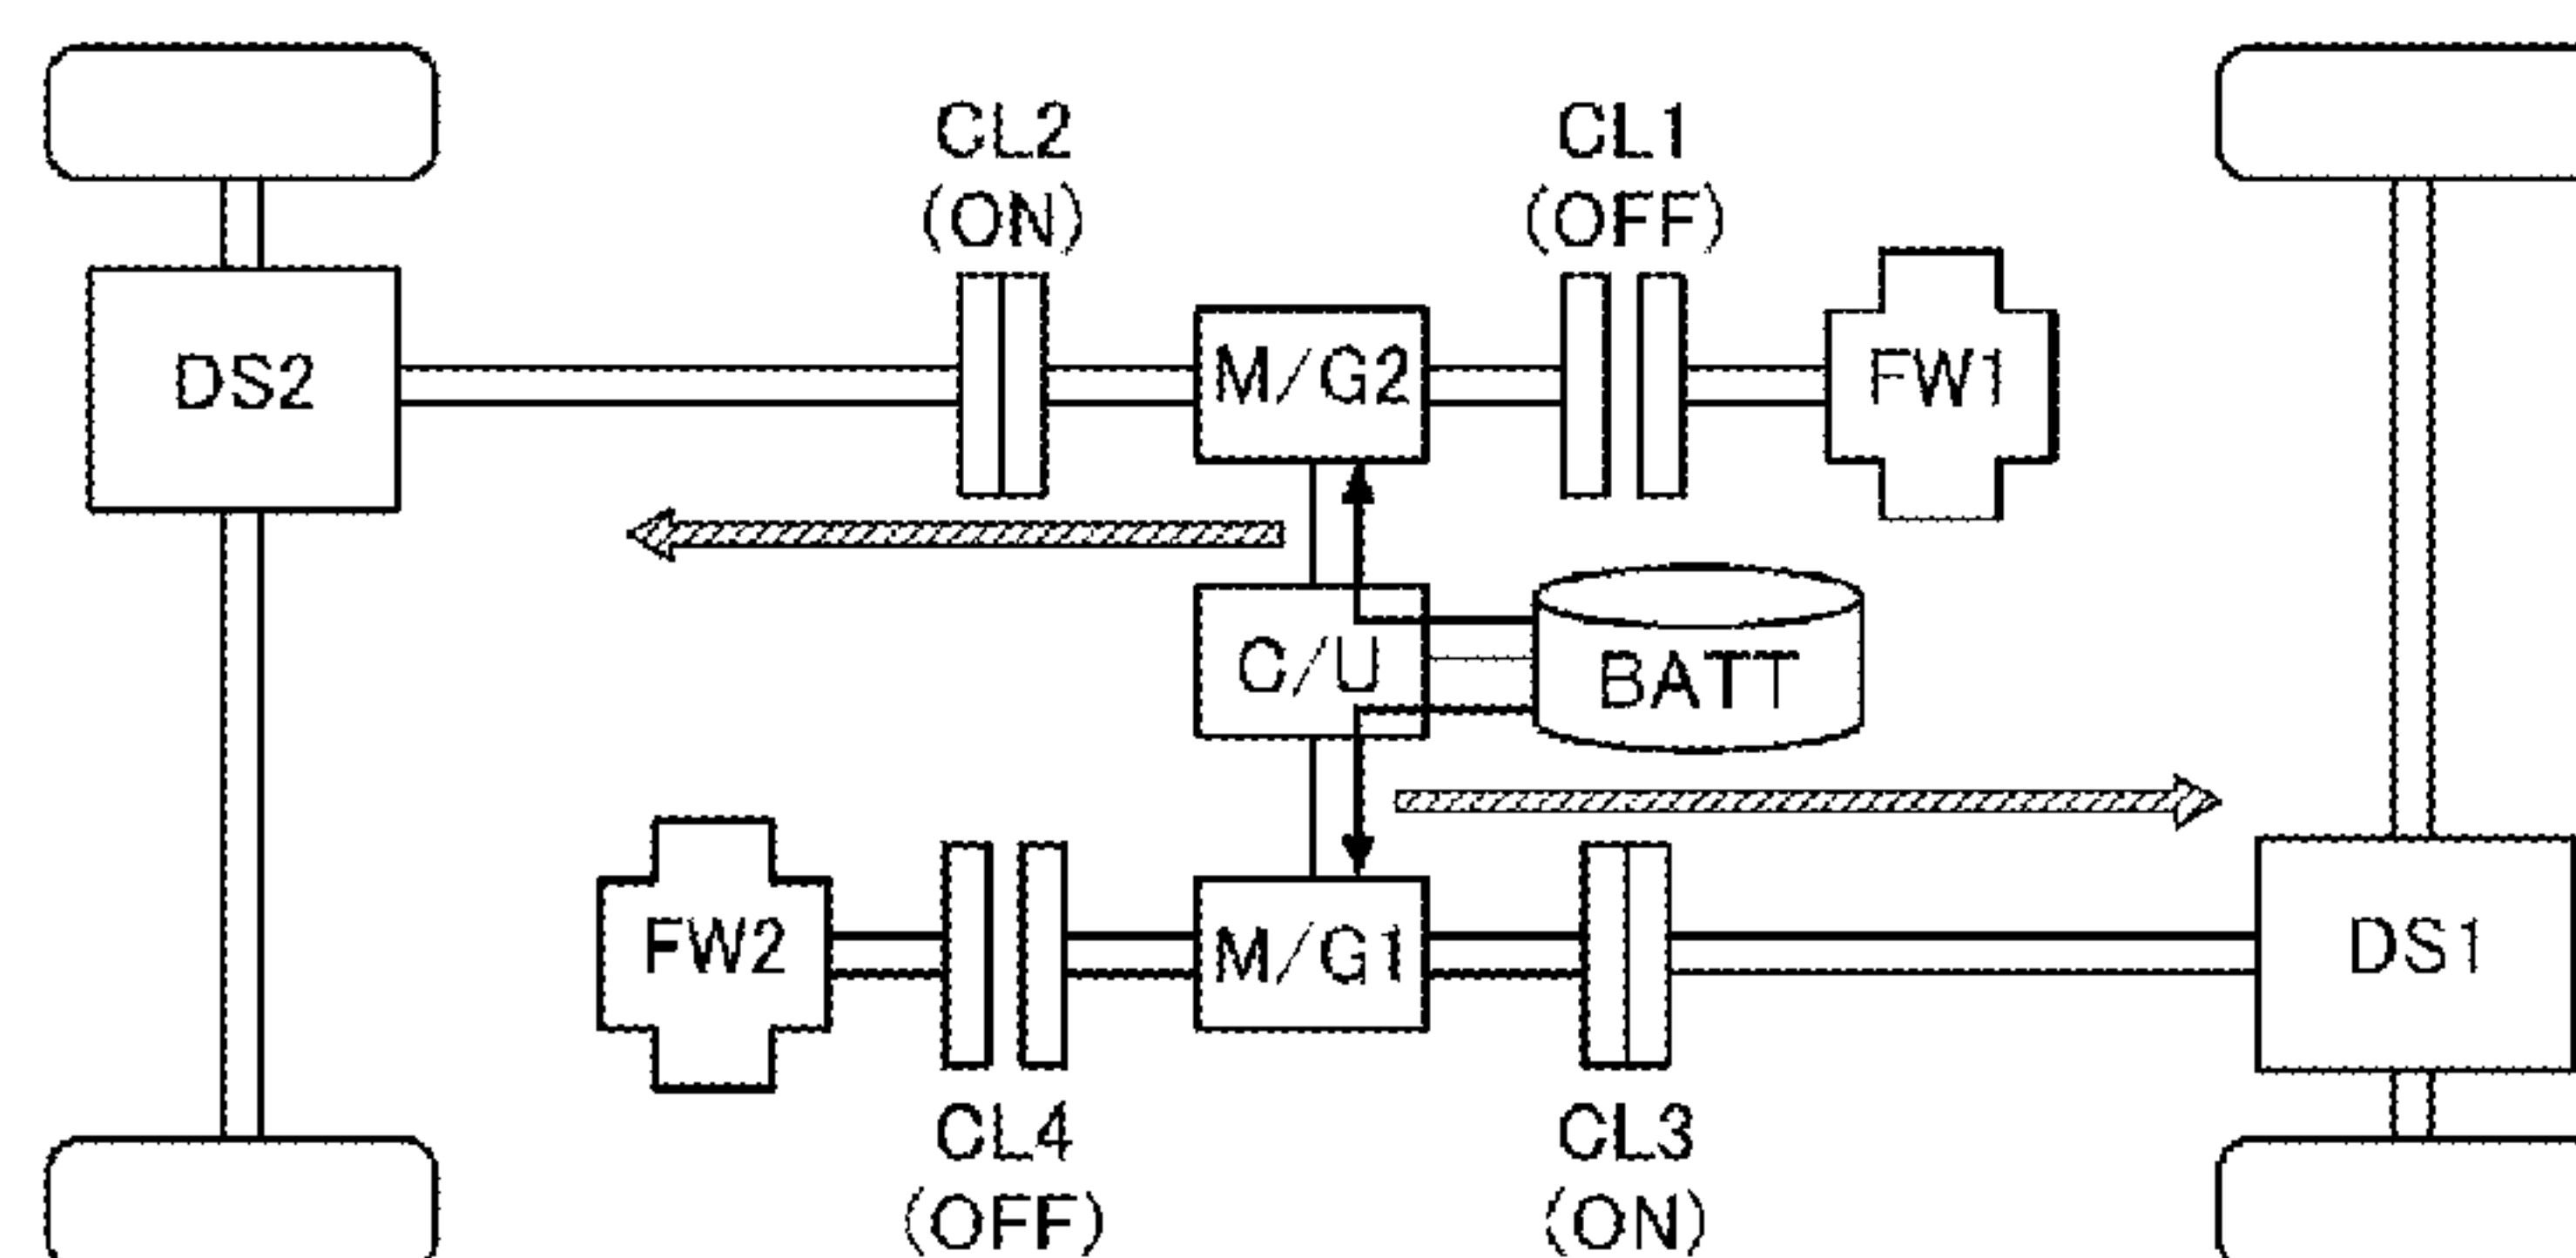 CL2
(ON)
CL1
(OFF)
DS2
M/G2
FW1
C/U
BATT
FW2
M/G1
DS1
CL4
(OFF)
CL3
(ON)